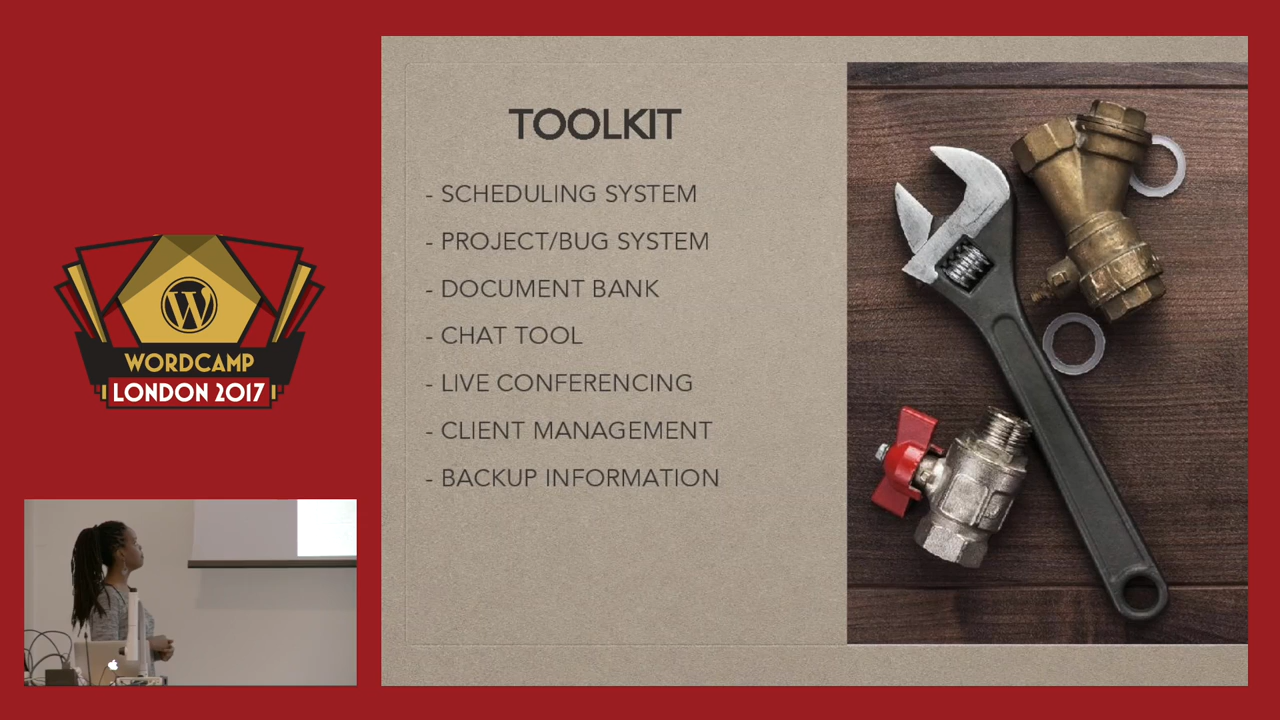 WORDCAMP
LONDON 2017
TOOLKIT
- SCHEDULING SYSTEM
- PROJECT/BUG SYSTEM
- DOCUMENT BANK
- CHAT TOOL
- LIVE CONFERENCING
- CLIENT MANAGEMENT
- BACKUP INFORMATION